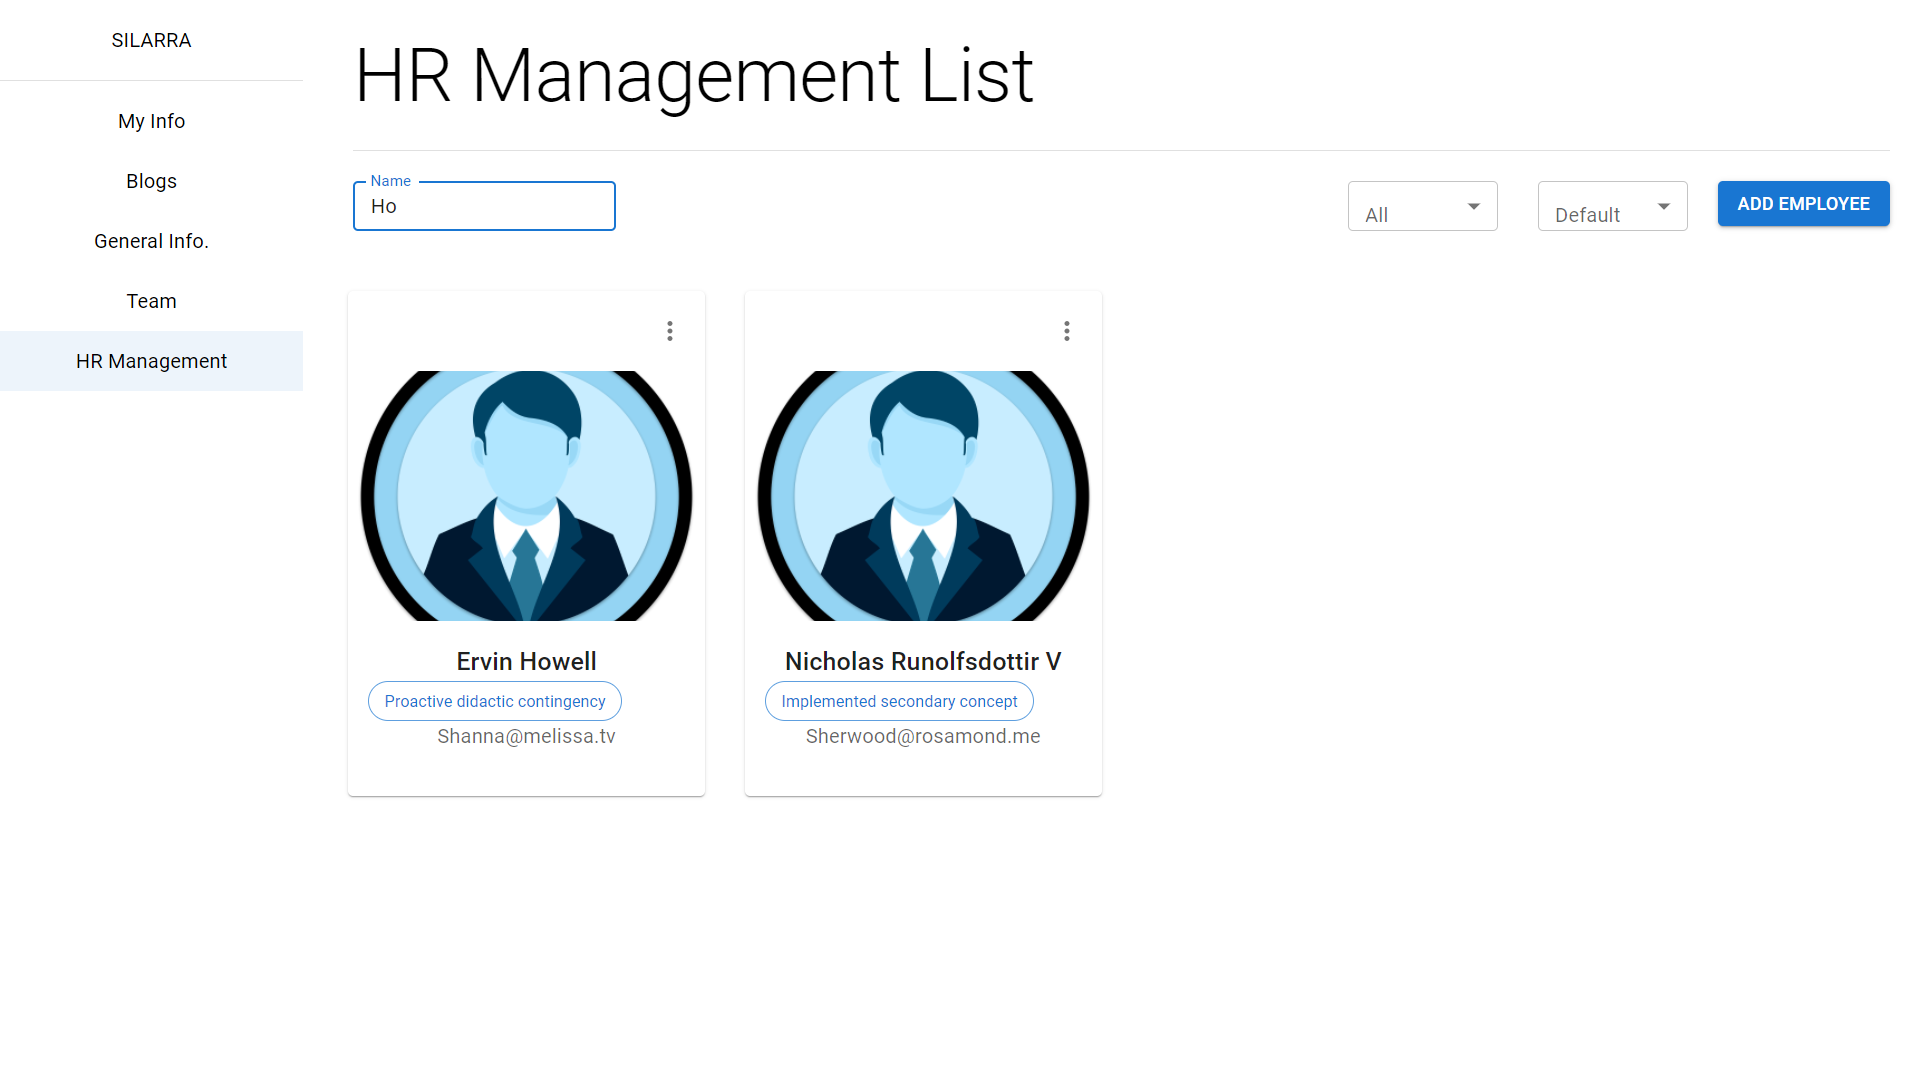 SILARRA
My Info
Blogs
General Info.
Team
HR Management
HR Management List
Name
Ho
All
Default
ADD EMPLOYEE
Ervin Howell
Proactive didactic contingency
Shanna@melissa.tv
Nicholas Runolfsdottir V
Implemented secondary concept
Sherwood@rosamond.me